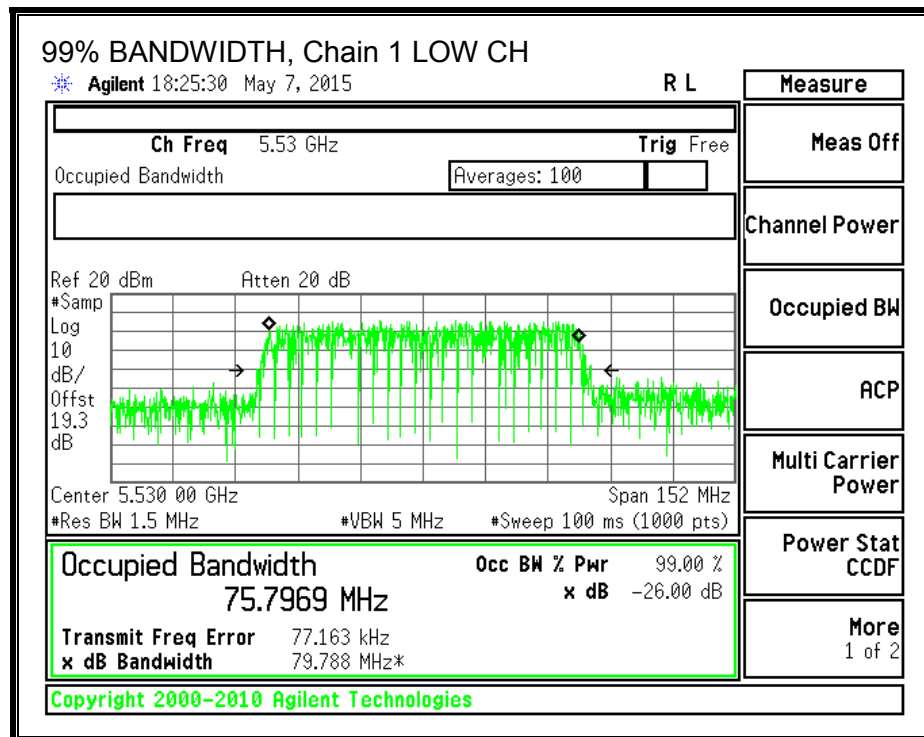 99% BANDWIDTH, Chain 1 LOW CH
Agilent 18:25:30 May 7, 2015 R L
Measure
Ch Freq 5.53 GHz Trig Free
Meas Off
Occupied Bandwidth Averages: 100
Channel Power
Ref 20 dBm Atten 20 dB
#Samp
Log
10
dB/
Offst
19.3
dB
Occupied BW
ACP
Multi Carrier
Power
Center 5.530 00 GHz Span 152 MHz
#Res BW 1.5 MHz #VBW 5 MHz #Sweep 100 ms (1000 pts)
Occupied Bandwidth Occ BW % Pwr 99.00 %
75.7969 MHz x dB -26.00 dB
Power Stat
CCDF
Transmit Freq Error 77.163 kHz
x dB Bandwidth 79.788 MHz*
More
1 of 2
Copyright 2000-2010 Agilent Technologies